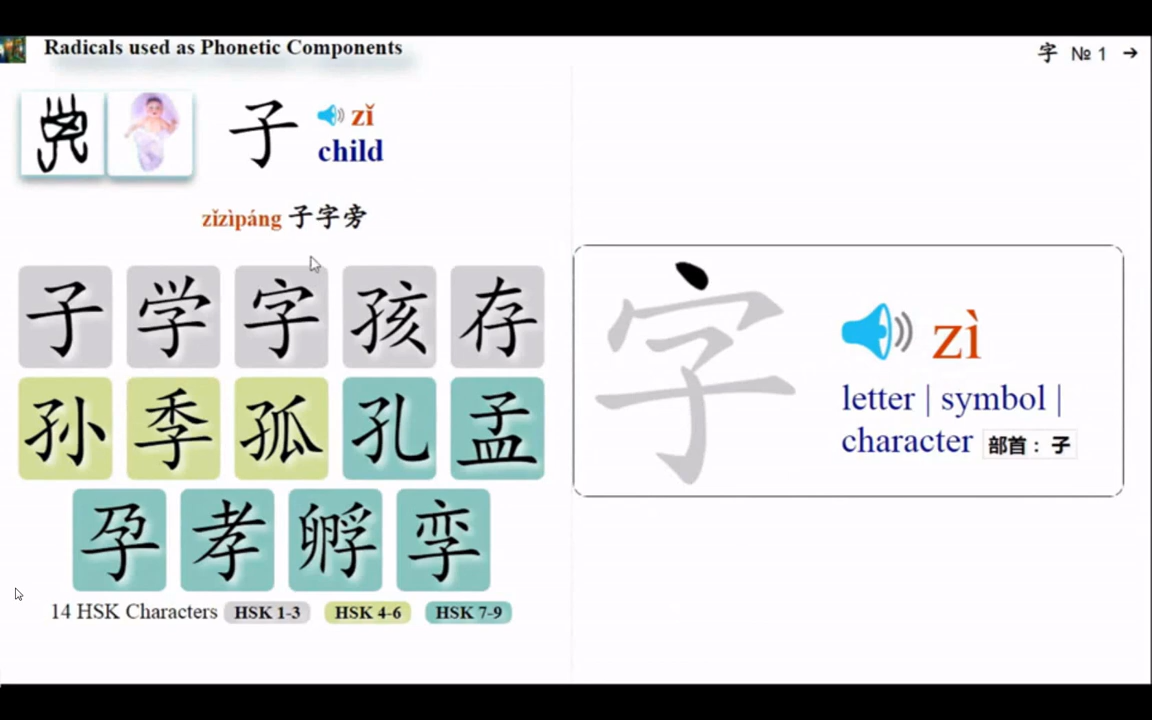 Radicals used as Phonetic Components
字 № 1 →
子 zǐ
child
zǐzìpáng 子字旁
子 学 字 孩 存
孙 季 孤 孔 孟
孕 孝 孵 孪
14 HSK Characters HSK 1-3 HSK 4-6 HSK 7-9
字 zì
letter | symbol |
character 部首： 子